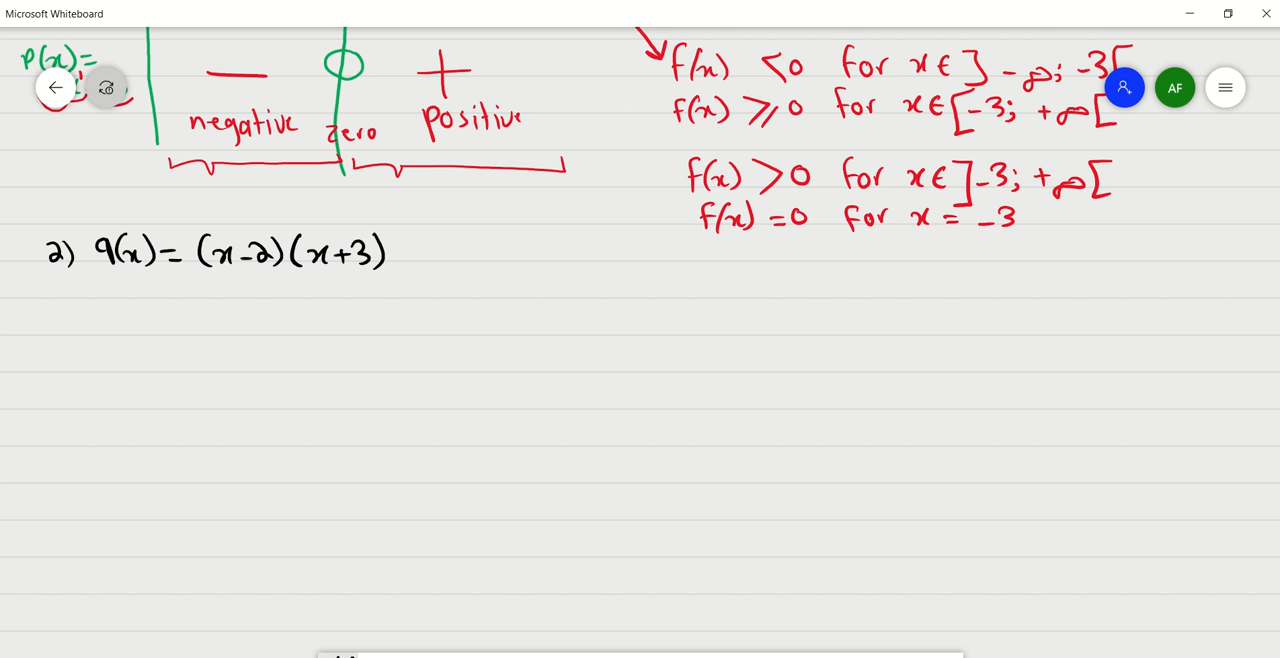 Microsoft Whiteboard
p(x)=
negative zero positive
f(x) <0 for x∈]-∞; -3[
f(x) ⩾ 0 for x∈[-3; +∞[
AF
f(x) >0 for x∈]-3; +∞[
f(x) =0 for x = -3
2) q(x)= (x-2)(x+3)